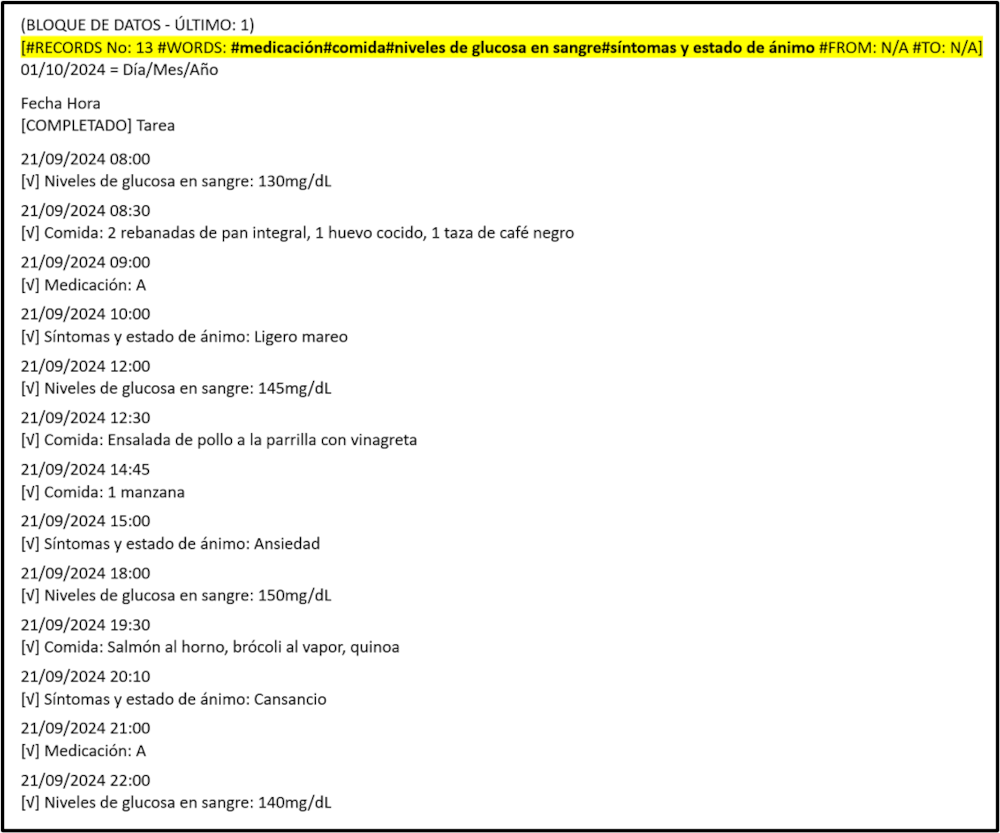 (BLOQUE DE DATOS - ÚLTIMO: 1)
[#RECORDS No: 13 #WORDS: #medicación#comida#niveles de glucosa en sangre#síntomas y estado de ánimo #FROM: N/A #TO: N/A]
01/10/2024 = Día/Mes/Año
Fecha Hora
[COMPLETADO] Tarea
21/09/2024 08:00
[√] Niveles de glucosa en sangre: 130mg/dL
21/09/2024 08:30
[√] Comida: 2 rebanadas de pan integral, 1 huevo cocido, 1 taza de café negro
21/09/2024 09:00
[√] Medicación: A
21/09/2024 10:00
[√] Síntomas y estado de ánimo: Ligero mareo
21/09/2024 12:00
[√] Niveles de glucosa en sangre: 145mg/dL
21/09/2024 12:30
[√] Comida: Ensalada de pollo a la parrilla con vinagreta
21/09/2024 14:45
[√] Comida: 1 manzana
21/09/2024 15:00
[√] Síntomas y estado de ánimo: Ansiedad
21/09/2024 18:00
[√] Niveles de glucosa en sangre: 150mg/dL
21/09/2024 19:30
[√] Comida: Salmón al horno, brócoli al vapor, quinoa
21/09/2024 20:10
[√] Síntomas y estado de ánimo: Cansancio
21/09/2024 21:00
[√] Medicación: A
21/09/2024 22:00
[√] Niveles de glucosa en sangre: 140mg/dL